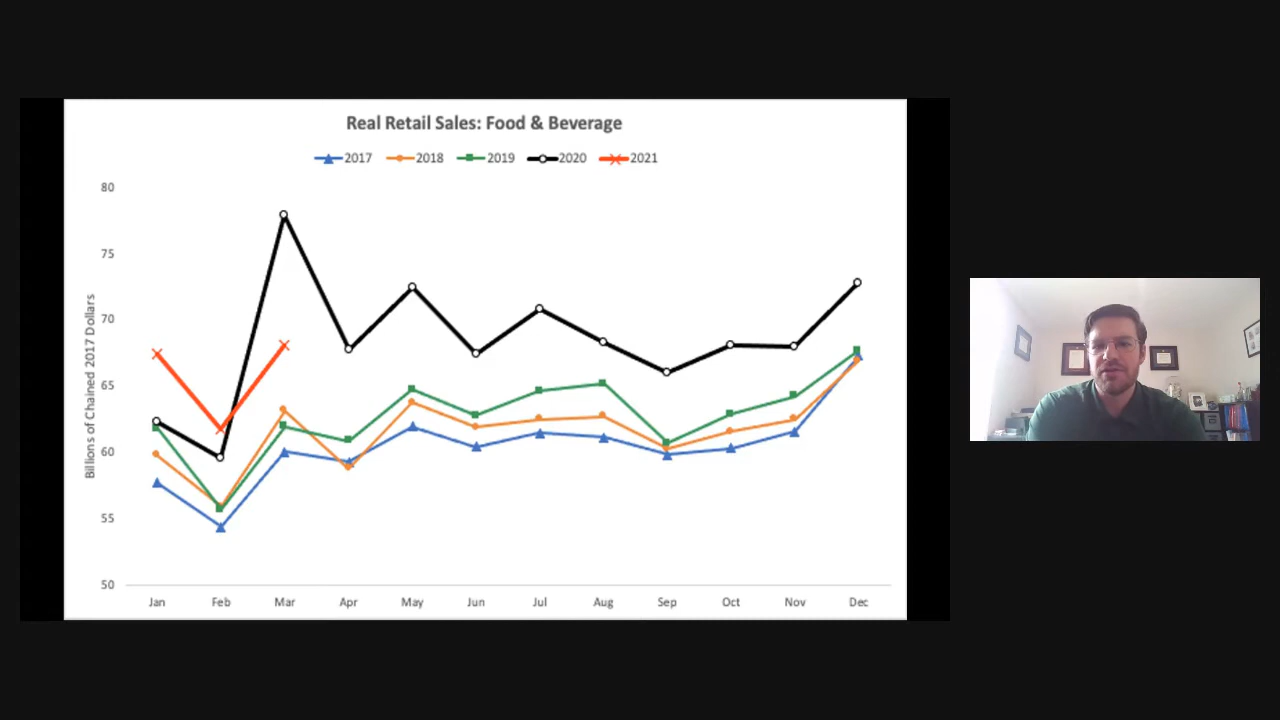 Real Retail Sales: Food & Beverage
2017 2018 2019 2020 2021
Billions of Chained 2017 Dollars
80
75
70
65
60
55
50
Jan Feb Mar Apr May Jun Jul Aug Sep Oct Nov Dec